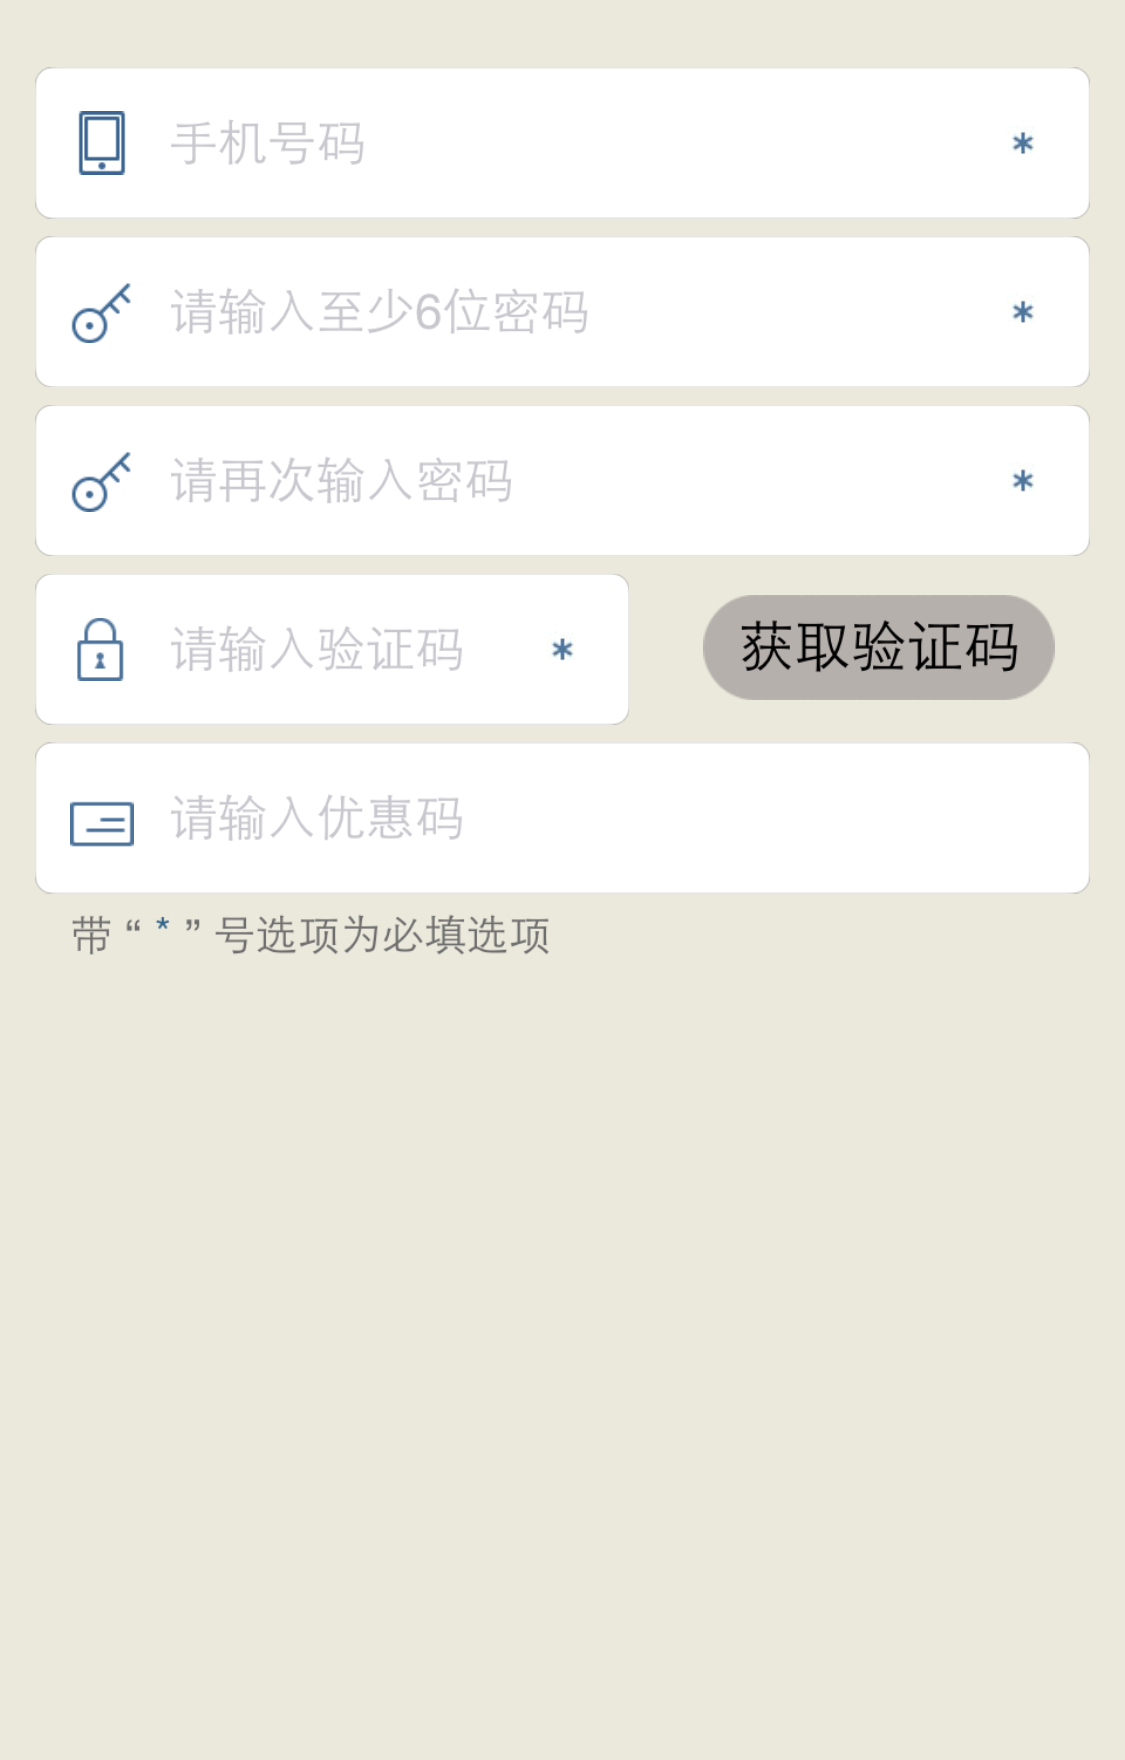 手机号码 *
请输入至少6位密码 *
请再次输入密码 *
请输入验证码 * 获取验证码
请输入优惠码
带 “ * ” 号选项为必填选项